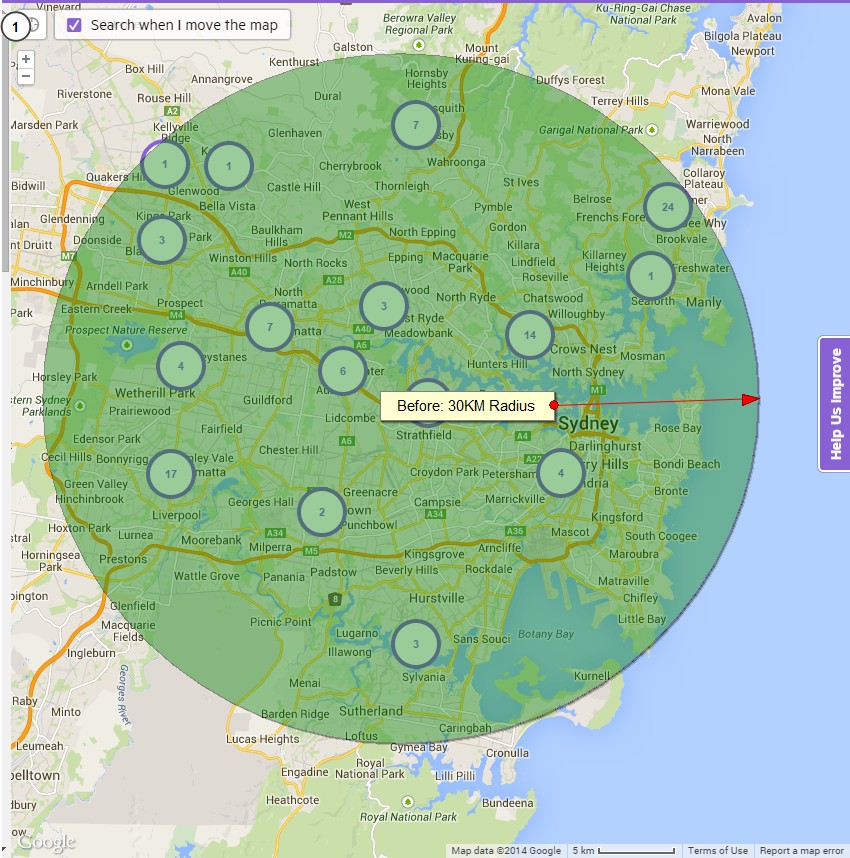 Vineyard
Berowra Valley
Regional Park
Ku-Ring-Gai Chase
National Park
Avalon
1
Search when I move the map
Bilgola Plateau
Newport
Galston
Mount
Kuring-gai
Kenthurst
Box Hill
Annangrove
Hornsby
Heights
Duffys Forest
Riverstone
Rouse Hill
Dural
Mona Vale
Terrey Hills
A2
Marsden Park
Kellyville
Ridge
Glenhaven
7
Garigal National Park
Warriewood
North
Narrabeen
1
1
Cherrybrook
Wahroonga
Quakers Hill
Collaroy
Plateau
Bidwill
Glenwood
Castle Hill
Thornleigh
St Ives
Bella Vista
West
Pennant Hills
Pymble
Belrose
24
Glendenning
Frenchs Fore
Dee Why
Gordon
Doonside
3
Park
Baulkham
Hills
M2
North Epping
Killara
Brookvale
M7
Winston Hills
North Rocks
Epping
Macquarie
Park
Lindfield
Killarney
Heights
Freshwater
Minchinbury
A40
A28
Roseville
1
Arndell Park
North
Parramatta
3
North Ryde
Chatswood
Seaforth
Manly
Eastern Creek
Prospect
M4
Willoughby
Prospect Nature Reserve
7
A40
Meadowbank
14
A6
Crows Nest
Mosman
4
6
Hunters Hill
North Sydney
Horsley Park
Wetherill Park
M1
Guildford
Before: 30KM Radius
Prairiewood
Lidcombe
Sydney
Rose Bay
Fairfield
Strathfield
Edensor Park
A6
A4
Darlinghurst
Chester Hill
Cecil Hills
Bonnyrigg
Croydon Park
Petersham
Bondi Beach
Green Valley
17
4
Hinchinbrook
Greenacre
Marrickville
Bronte
Georges Hall
2
Campsie
Liverpool
Punchbowl
A34
Kingsford
Hoxton Park
Lurnea
Moorebank
A34
A36
Mascot
South Coogee
Milperra
M5
Arncliffe
Maroubra
Horningsea
Park
Prestons
Kingsgrove
Wattle Grove
Panania
Padstow
Beverly Hills
Rockdale
Matraville
8
Hurstville
Chifley
Glenfield
Picnic Point
Little Bay
Macquarie
Fields
Lugarno
Botany Bay
Illawong
3
Sans Souci
Ingleburn
Georges River
Menai
Sylvania
Kurnell
Raby
Minto
Barden Ridge
Sutherland
Lucas Heights
Loftus
Caringbah
Leumeah
Gymea Bay
Cronulla
Engadine
Royal
National Park
Lilli Pilli
Heathcote
Bundeena
Royal National Park
Help Us Improve
Google
Map data ©2014 Google
5 km
Terms of Use
Report a map error